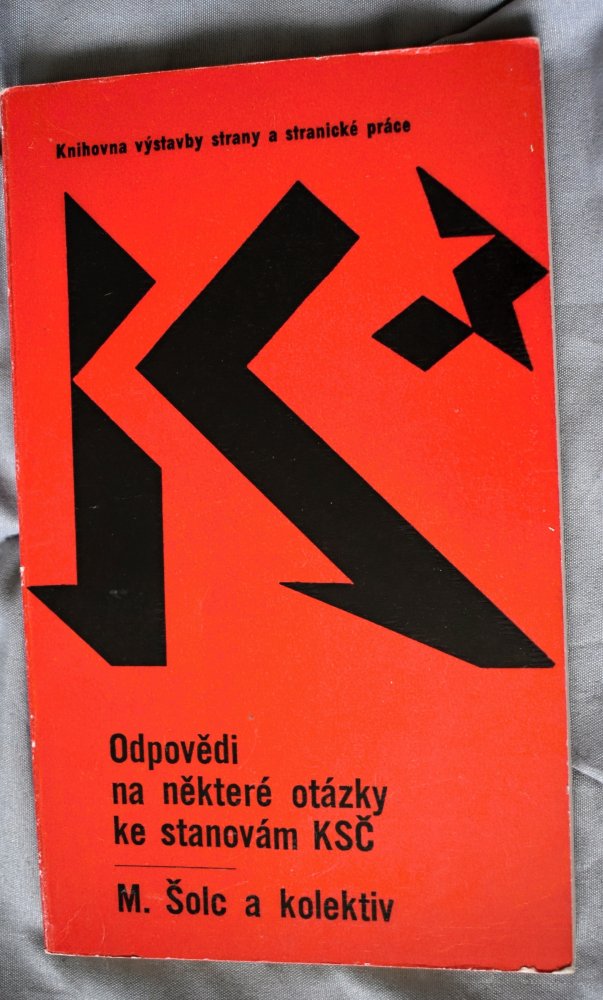 Knihovna výstavby strany a stranické práce
K
Odpovědi
na některé otázky
ke stanovám KSČ
M. Šolc a kolektiv